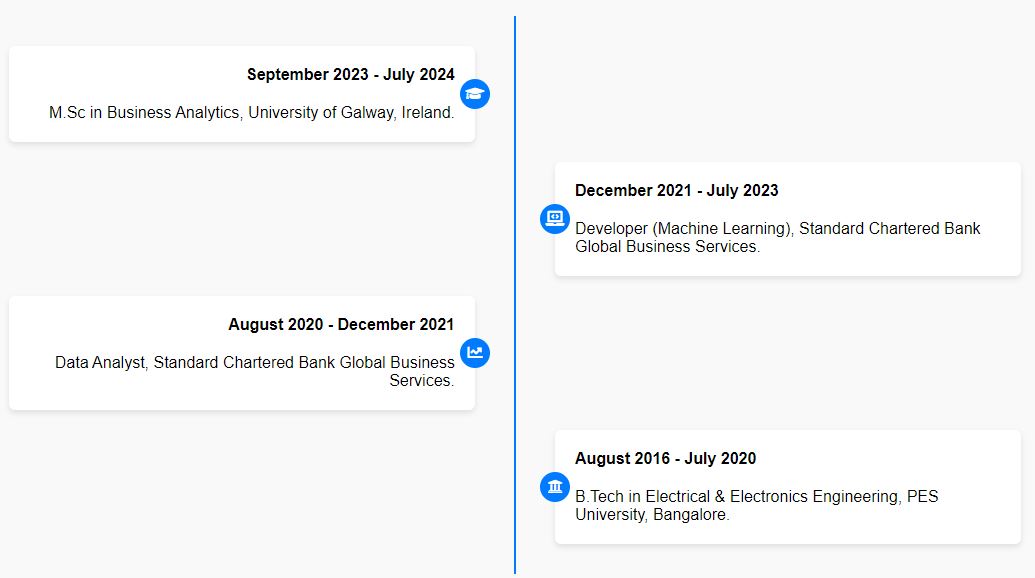 September 2023 - July 2024
M.Sc in Business Analytics, University of Galway, Ireland.
December 2021 - July 2023
Developer (Machine Learning), Standard Chartered Bank
Global Business Services.
August 2020 - December 2021
Data Analyst, Standard Chartered Bank Global Business
Services.
August 2016 - July 2020
B.Tech in Electrical & Electronics Engineering, PES
University, Bangalore.